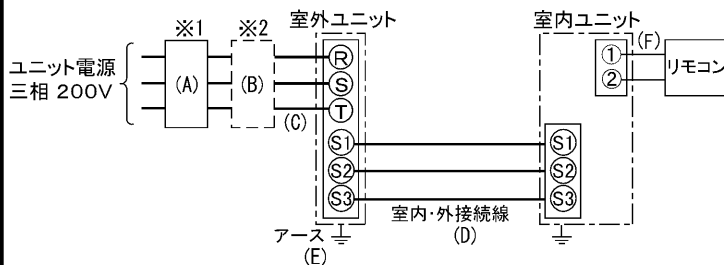 ※1 ※2 室外ユニット 室内ユニット
ユニット電源
三相 200V
(A) (B) (C)
R
S
T
S1
S2
S3
室内・外接続線
(D)
アース
(E)
① ② (F) リモコン
S1
S2
S3